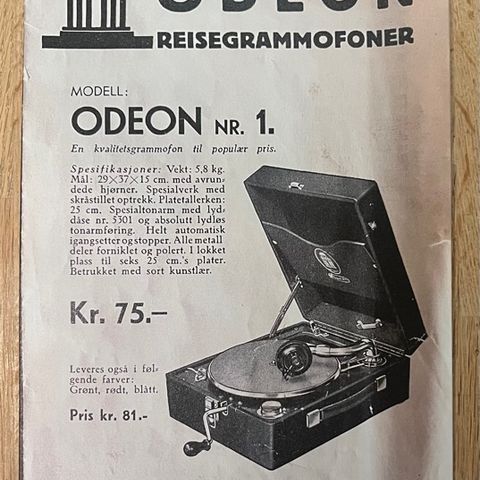 ODEON
REISEGRAMMOFONER
MODELL:
ODEON NR. 1.
En kvalitetsgrammofon til populær pris.
Spesifikasjoner: Vekt: 5,8 kg.
Mål: 29×37×15 cm. med avrun-
dede hjørner. Spesialverk med
skråstillet optrekk. Platetallerken:
25 cm. Spesialtonarm med lyd-
dåse nr. 5301 og absolutt lydløs
tonarmføring. Helt automatisk
igangsetter og stopper. Alle metall
deler forniklet og polert. I lokket
plass til seks 25 cm.'s plater.
Betrukket med sort kunstlær.
Kr. 75.–
Leveres også i føl-
gende farver:
Grønt, rødt, blått.
Pris kr. 81.-